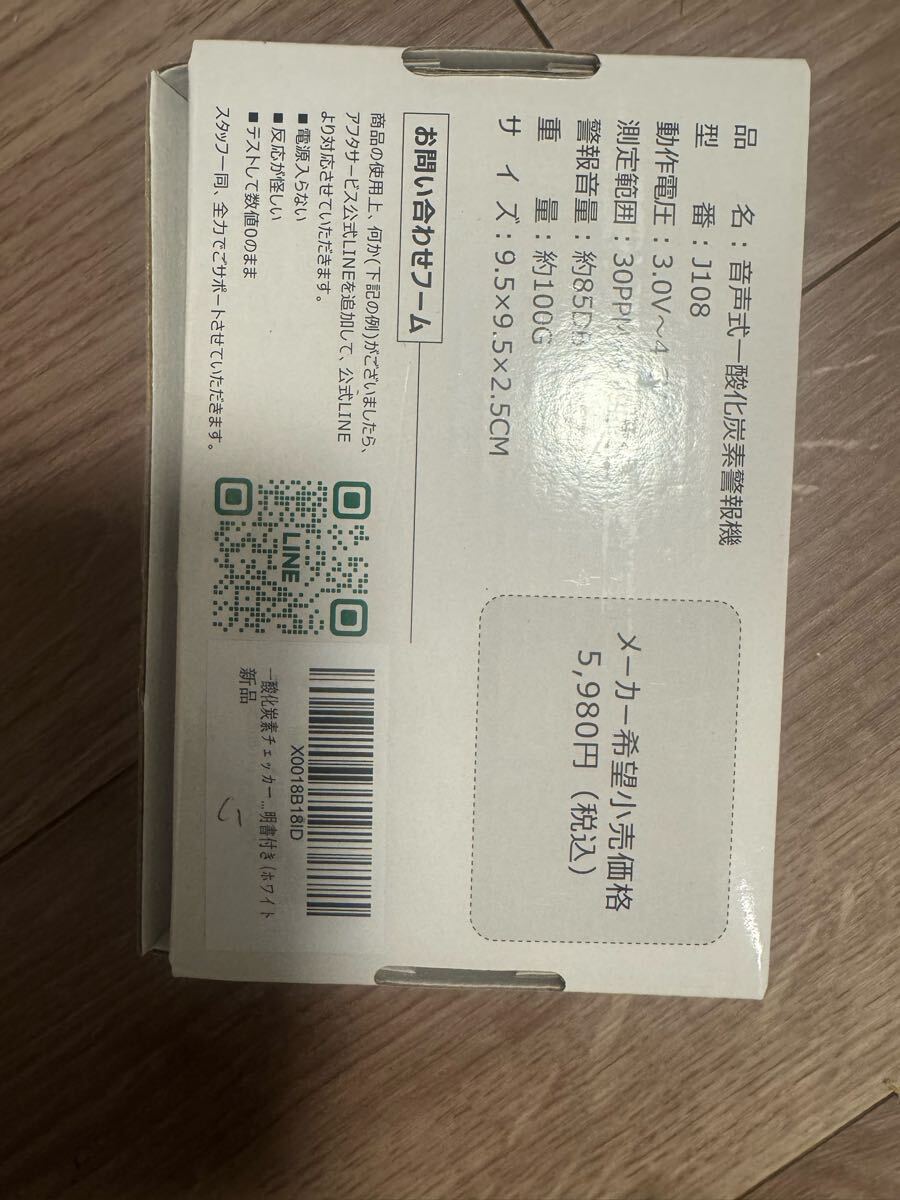 品　　名：音声式一酸化炭素警報機
型　　番：J108
動作電圧：3.0V～4
測定範囲：30PPM
警報音量：約85DB
重　　量：約100G
サ　イ　ズ：9.5×9.5×2.5CM
メーカー希望小売価格
5,980円（税込）
お問い合わせフーム
商品の使用上、何か(下記の例)がございましたら、
アフタサービス公式LINEを追加して、公式LINE
より対応させていただきます。
■電源入らない
■反応が怪しい
■テストして数値0のまま
スタッフ一同、全力でごサポートさせていただきます。
LINE
X0018B18ID
一酸化炭素チェッカー ...明書付き (ホワイト
新品